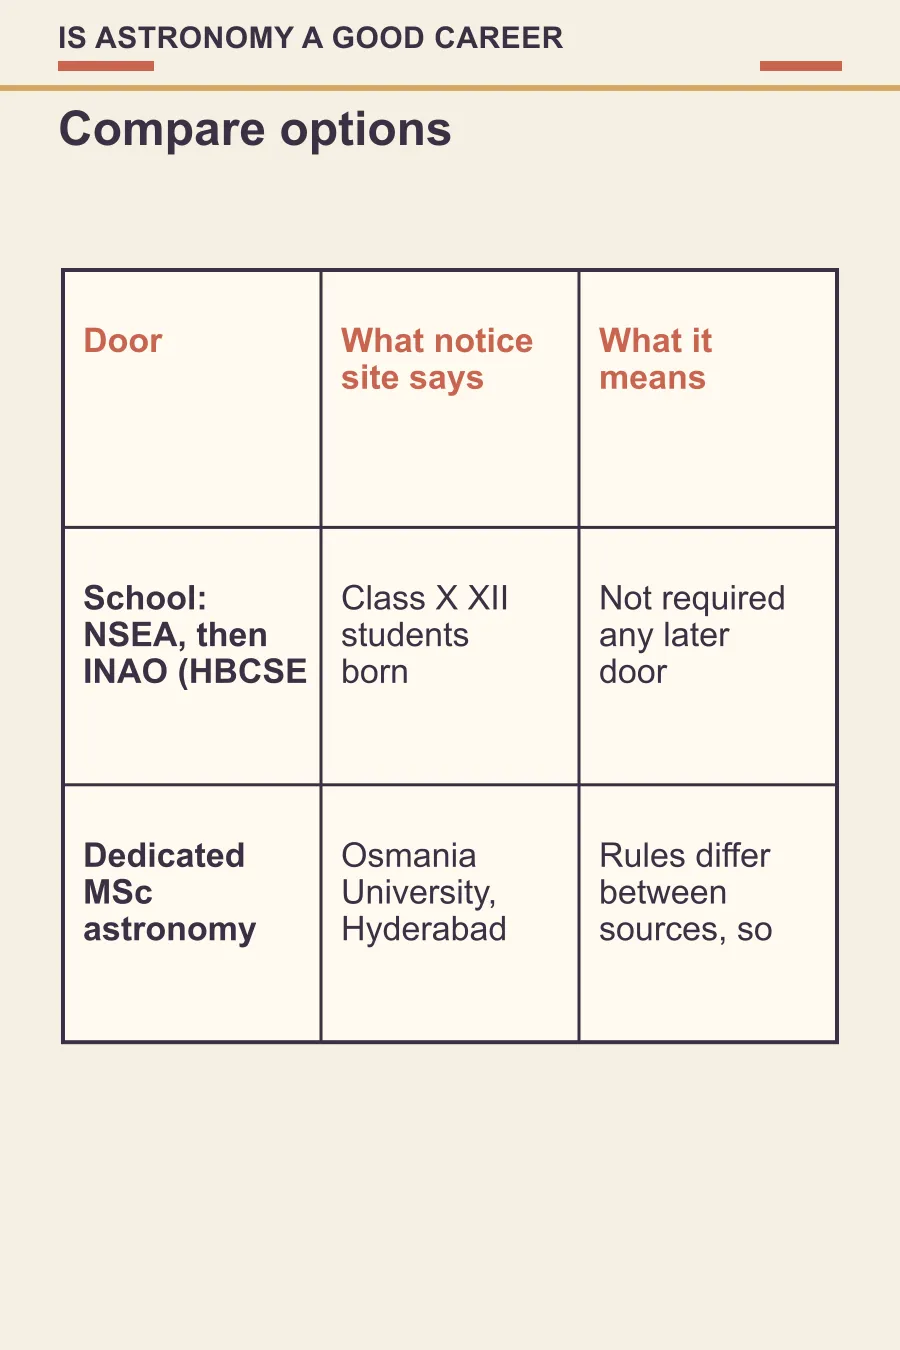 IS ASTRONOMY A GOOD CAREER
Compare options
Door
What notice
site says
What it
means
School:
NSEA, then
INAO (HBCSE
Class X XII
students
born
Not required
any later
door
Dedicated
MSc
astronomy
Osmania
University,
Hyderabad
Rules differ
between
sources, so